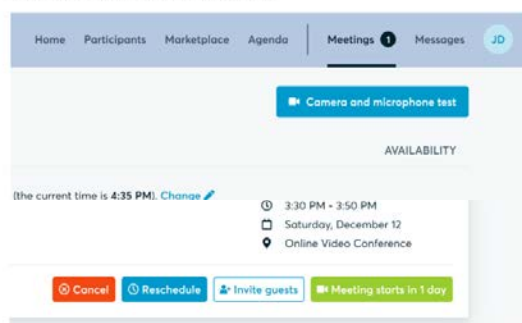 Home Participants Marketplace Agenda Meetings 1 Messages JD
Camera and microphone test
AVAILABILITY
(the current time is 4:35 PM). Change
3:30 PM - 3:50 PM
Saturday, December 12
Online Video Conference
Cancel Reschedule Invite guests Meeting starts in 1 day